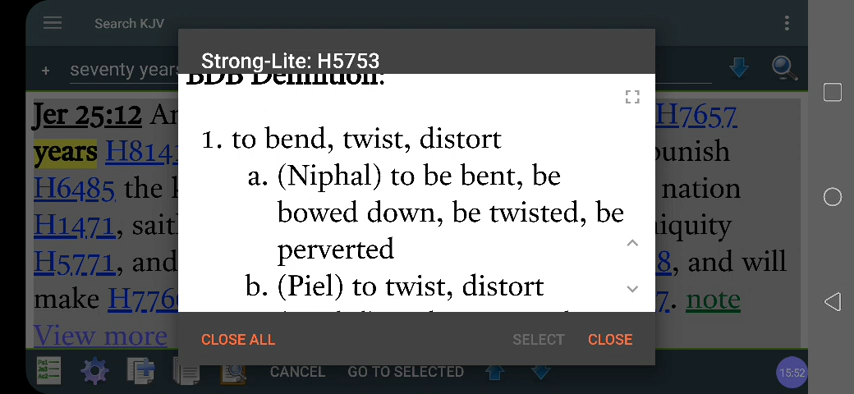 Search KJV
Strong-Lite: H5753
+ seventy years
BDB Definition:
Jer 25:12 An
H7657
1. to bend, twist, distort
years H814
punish
a. (Niphal) to be bent, be
H6485 the
nation
bowed down, be twisted, be
H1471, sait
iquity
perverted
H5771, and
8, and will
b. (Piel) to twist, distort
make H776
7. note
View more
CLOSE ALL SELECT CLOSE
CANCEL GO TO SELECTED
15:52